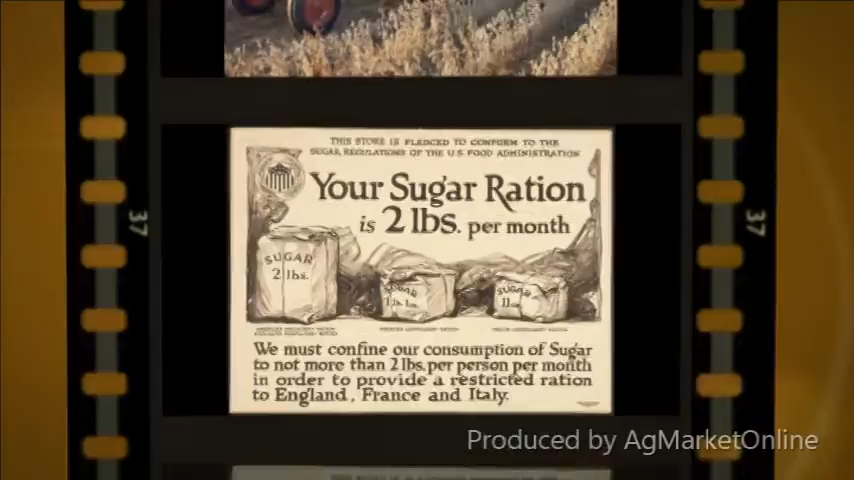 THIS STORE IS PLEDGED TO CONFORM TO THE
SUGAR REGULATIONS OF THE U.S. FOOD ADMINISTRATION
Your Sugar Ration
is 2 lbs. per month
SUGAR
2 lbs.
SUGAR
SUGAR
We must confine our consumption of Sugar
to not more than 2 lbs. per person per month
in order to provide a restricted ration
to England, France and Italy.
37
37
Produced by AgMarketOnline